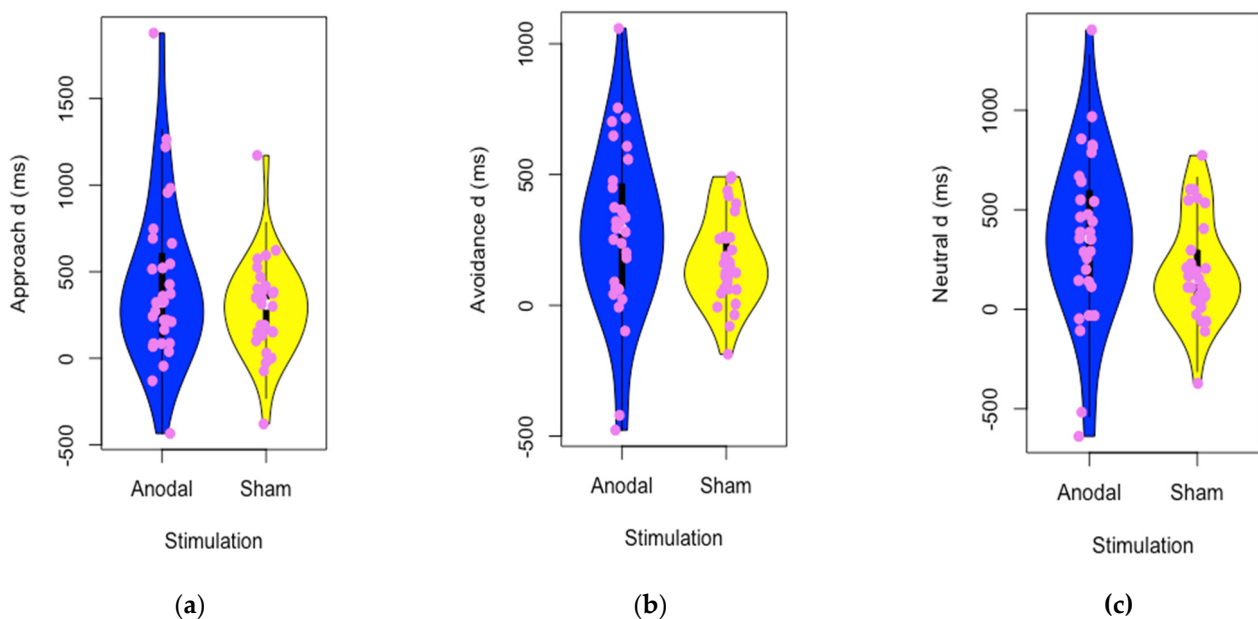 Approach d (ms)
1500
1000
500
0
-500
Anodal Sham
Stimulation
(a)
Avoidance d (ms)
1000
500
0
-500
Anodal Sham
Stimulation
(b)
Neutral d (ms)
1000
500
0
-500
Anodal Sham
Stimulation
(c)